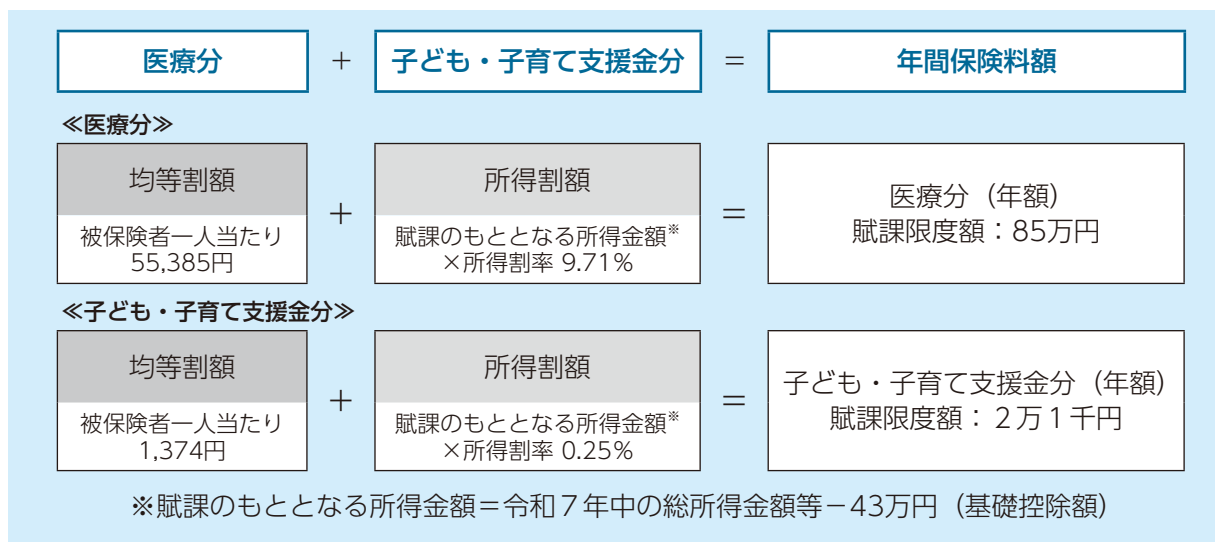 医療分 + 子ども・子育て支援金分 = 年間保険料額
≪医療分≫
均等割額
被保険者一人当たり
55,385円
+
所得割額
賦課のもととなる所得金額※
×所得割率 9.71%
=
医療分（年額）
賦課限度額：85万円
≪子ども・子育て支援金分≫
均等割額
被保険者一人当たり
1,374円
+
所得割額
賦課のもととなる所得金額※
×所得割率 0.25%
=
子ども・子育て支援金分（年額）
賦課限度額：２万１千円
※賦課のもととなる所得金額＝令和７年中の総所得金額等－43万円（基礎控除額）